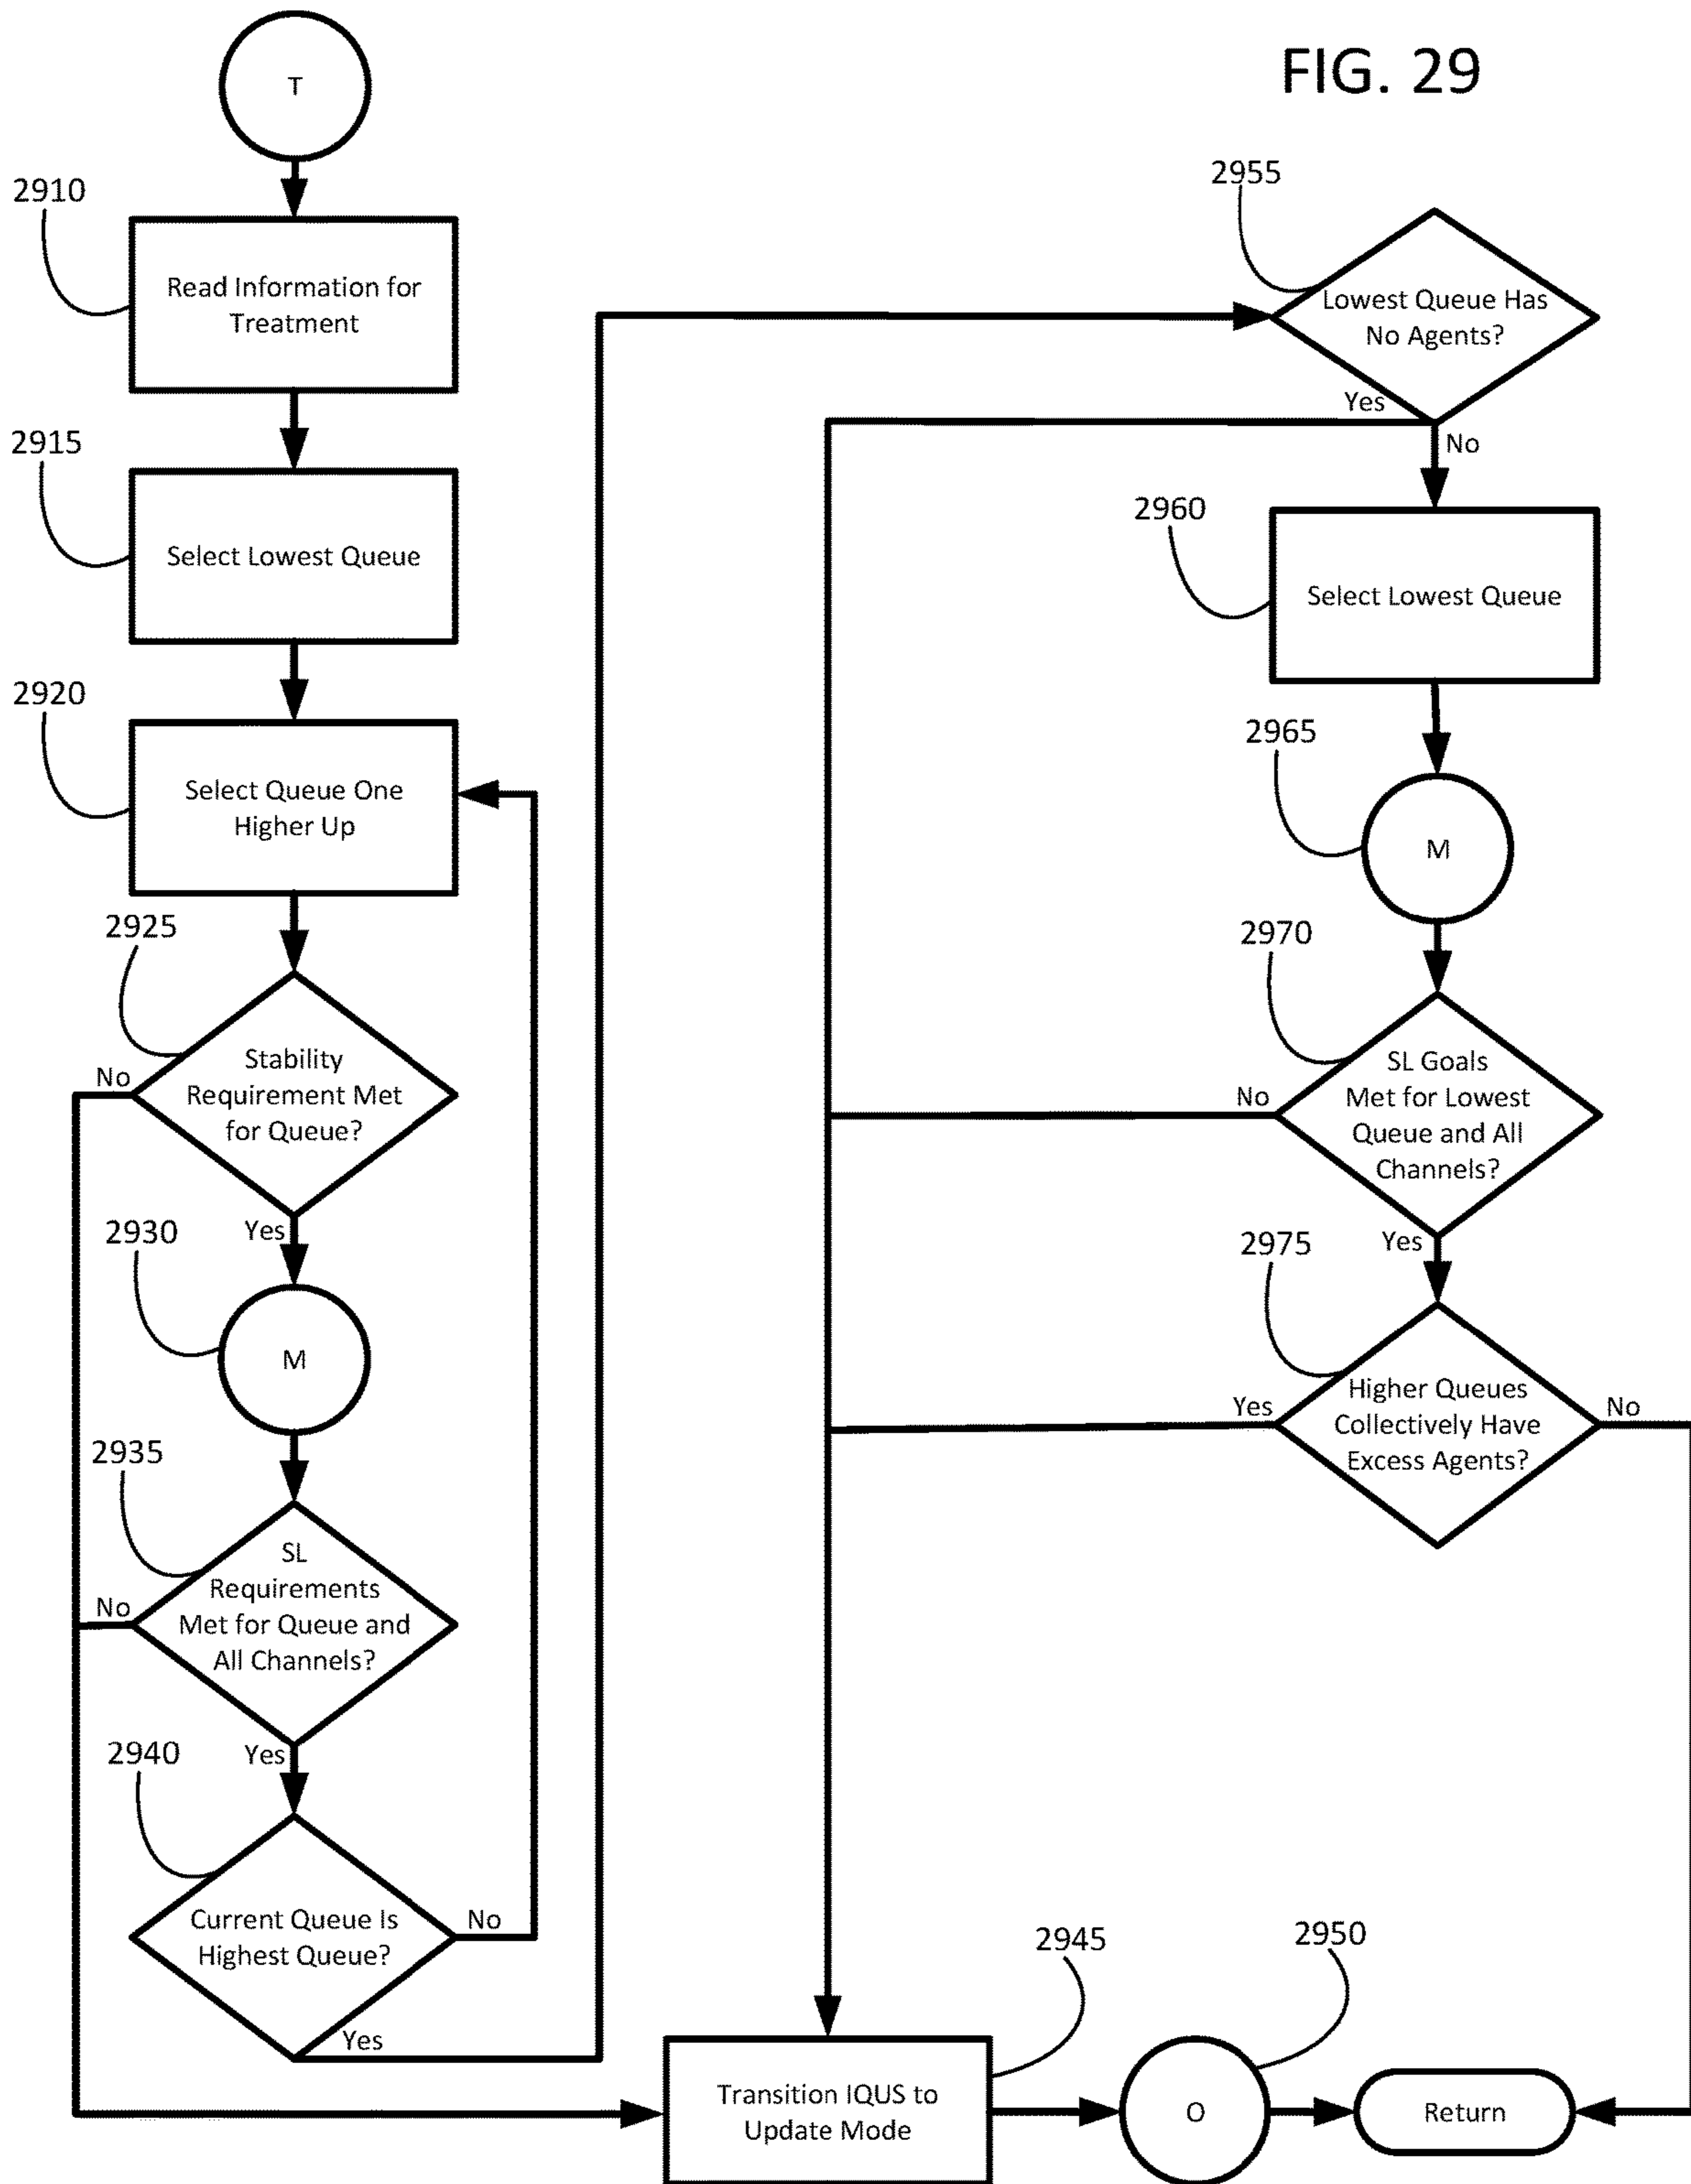 FIG. 29
T
2910
Read Information for
Treatment
2915
Select Lowest Queue
2920
Select Queue One
Higher Up
2925
Stability
Requirement Met
for Queue?
No
Yes
2930
M
2935
SL
Requirements
Met for Queue and
All Channels?
No
Yes
2940
Current Queue Is
Highest Queue?
No
Yes
2955
Lowest Queue Has
No Agents?
Yes
No
2960
Select Lowest Queue
2965
M
2970
SL Goals
Met for Lowest
Queue and All
Channels?
No
Yes
2975
Higher Queues
Collectively Have
Excess Agents?
Yes
No
2945
Transition IQUS to
Update Mode
2950
O
Return